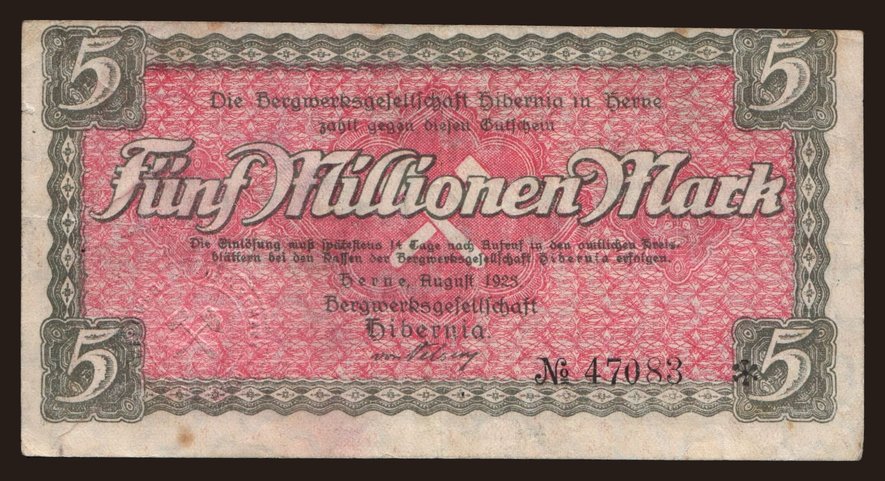 5 5
Die Bergwerksgesellschaft Hibernia in Herne
zahlt gegen diesen Gutschein
Fünf Millionen Mark
Die Einlösung muß spätestens 14 Tage nach Aufruf in den amtlichen Kreis-
blättern bei den Kassen der Bergwerksgesellschaft Hibernia erfolgen.
Herne, August 1923
Bergwerksgesellschaft
Hibernia.
№ 47083 *
5 5